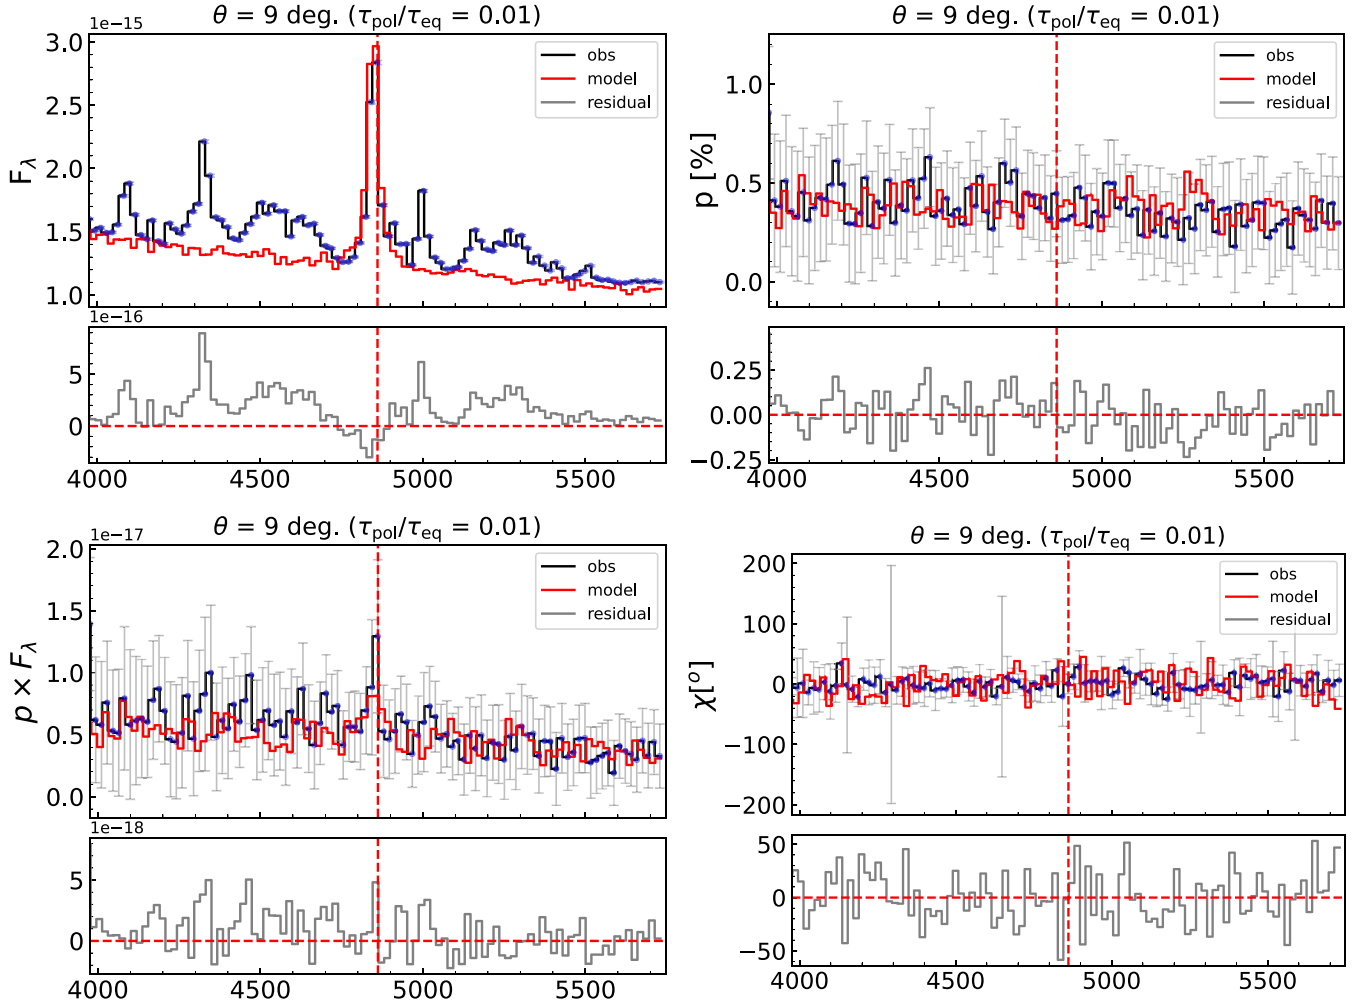 θ = 9 deg. (τpol/τeq = 0.01)
1e−15
Fλ
3.0
2.5
2.0
1.5
1.0
obs
model
residual
1e−16
5
0
4000 4500 5000 5500
θ = 9 deg. (τpol/τeq = 0.01)
p [%]
1.0
0.5
0.0
obs
model
residual
0.25
0.00
−0.25
4000 4500 5000 5500
θ = 9 deg. (τpol/τeq = 0.01)
1e−17
p × Fλ
2.0
1.5
1.0
0.5
0.0
obs
model
residual
1e−18
5
0
4000 4500 5000 5500
θ = 9 deg. (τpol/τeq = 0.01)
χ[°]
200
100
0
−100
−200
obs
model
residual
50
0
−50
4000 4500 5000 5500